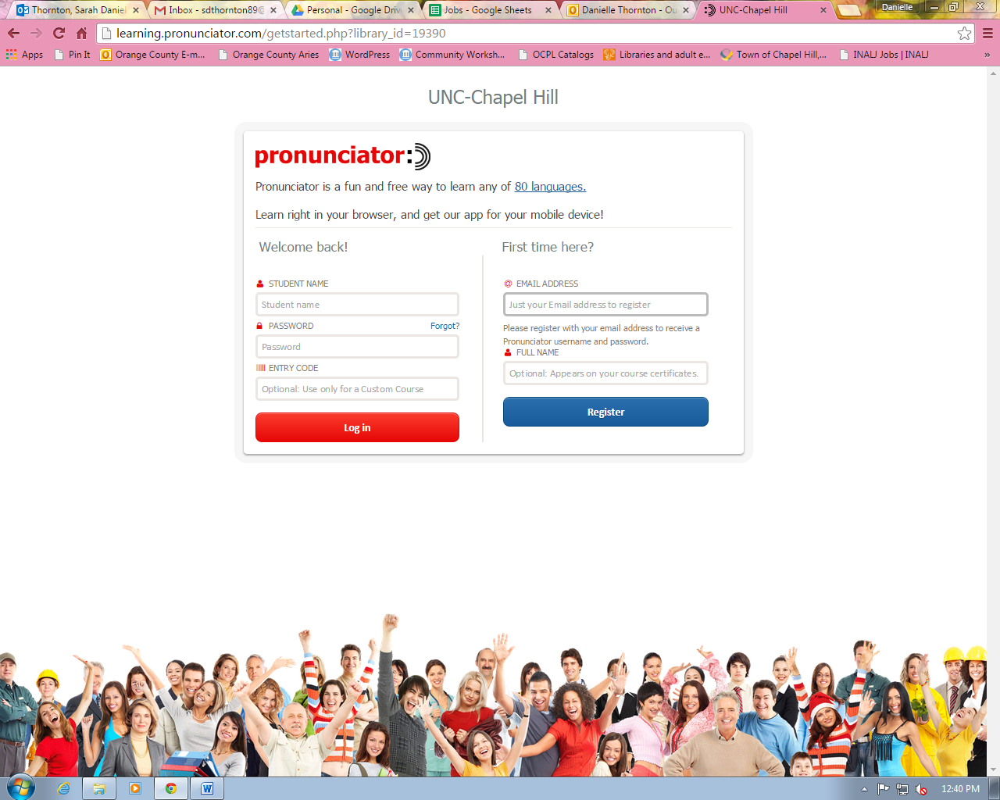 Thornton, Sarah Daniel
Inbox - sdthornton89@
Personal - Google Driv
Jobs - Google Sheets
Danielle Thornton - Ou
UNC-Chapel Hill
Danielle
learning.pronunciator.com/getstarted.php?library_id=19390
Apps
Pin It
Orange County E-m...
Orange County Aries
WordPress
Community Worksh...
OCPL Catalogs
Libraries and adult e...
Town of Chapel Hill,...
INALJ Jobs | INALJ
»
UNC-Chapel Hill
pronunciator:)
Pronunciator is a fun and free way to learn any of 80 languages.
Learn right in your browser, and get our app for your mobile device!
Welcome back!
STUDENT NAME
Student name
PASSWORD Forgot?
Password
ENTRY CODE
Optional: Use only for a Custom Course
Log in
First time here?
@ EMAIL ADDRESS
Just your Email address to register
Please register with your email address to receive a
Pronunciator username and password.
FULL NAME
Optional: Appears on your course certificates.
Register
12:40 PM